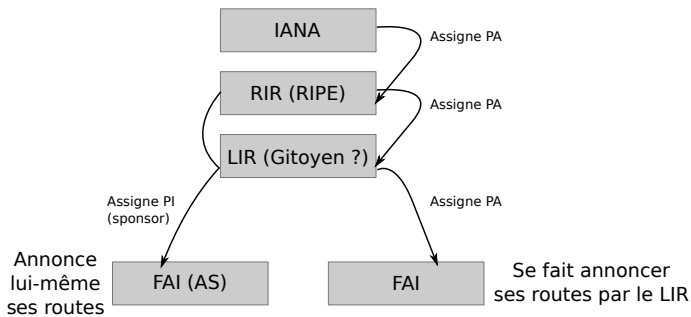 IANA
Assigne PA
RIR (RIPE)
Assigne PA
LIR (Gitoyen ?)
Assigne PI
(sponsor)
Assigne PA
Annonce
lui-même
ses routes
FAI (AS)
FAI
Se fait annoncer
ses routes par le LIR